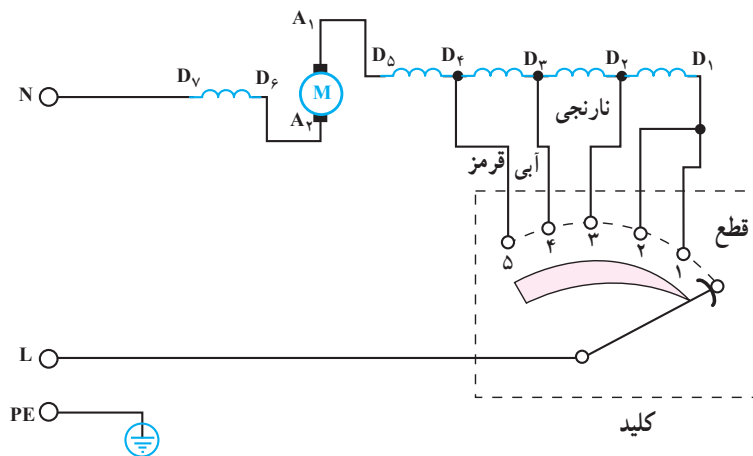 A۱
D۵ D۴ D۳ D۲ D۱
D۷ D۶
N
M
A۲
نارنجی
آبی قرمز
قطع
۵ ۴ ۳ ۲ ۱
L
PE
کلید